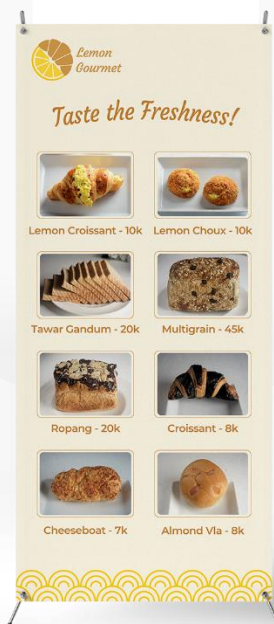 Lemon
Gourmet
Taste the Freshness!
Lemon Croissant - 10k
Lemon Choux - 10k
Tawar Gandum - 20k
Multigrain - 45k
Ropang - 20k
Croissant - 8k
Cheeseboat - 7k
Almond Vla - 8k